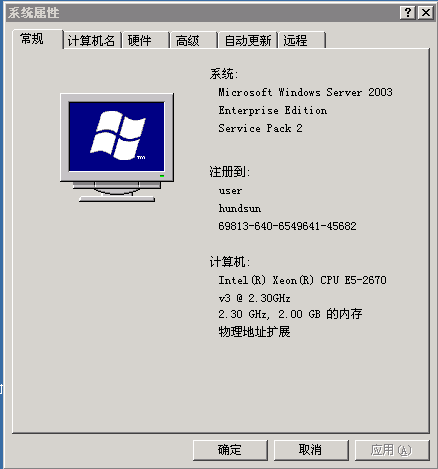 系统属性
常规 计算机名 硬件 高级 自动更新 远程
系统:
Microsoft Windows Server 2003
Enterprise Edition
Service Pack 2
注册到:
user
hundsun
69813-640-6549641-45682
计算机:
Intel(R) Xeon(R) CPU E5-2670
v3 @ 2.30GHz
2.30 GHz, 2.00 GB 的内存
物理地址扩展
TM
确定 取消 应用(A)